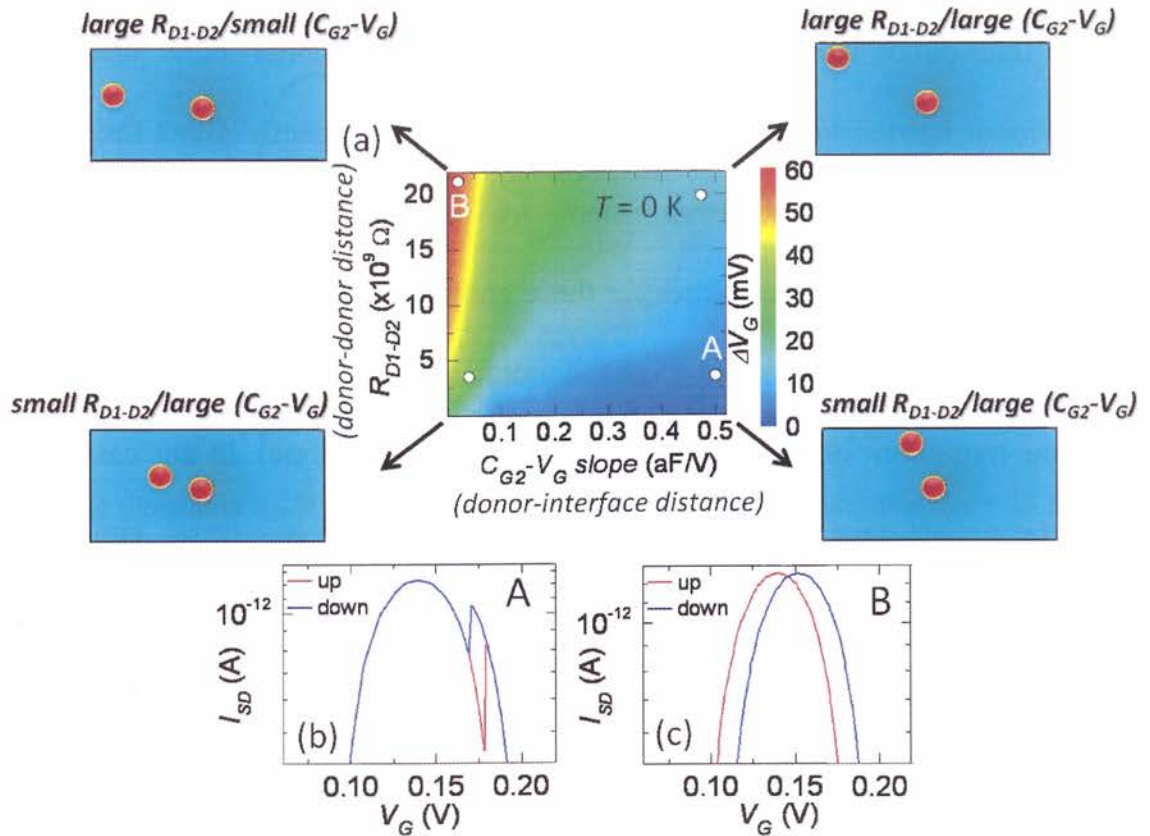 large R_D1-D2/small (C_G2-V_G)
large R_D1-D2/large (C_G2-V_G)
(a)
(donor-donor distance)
R_D1-D2 (x10⁹ Ω)
20
15
10
5
B
T = 0 K
A
60
50
40
30
20
10
0
ΔV_G (mV)
0.1 0.2 0.3 0.4 0.5
C_G2-V_G slope (aF/V)
(donor-interface distance)
small R_D1-D2/large (C_G2-V_G)
small R_D1-D2/large (C_G2-V_G)
up
down
A
10⁻¹²
I_SD (A)
(b)
0.10 0.15 0.20
V_G (V)
up
down
B
10⁻¹²
I_SD (A)
(c)
0.10 0.15 0.20
V_G (V)